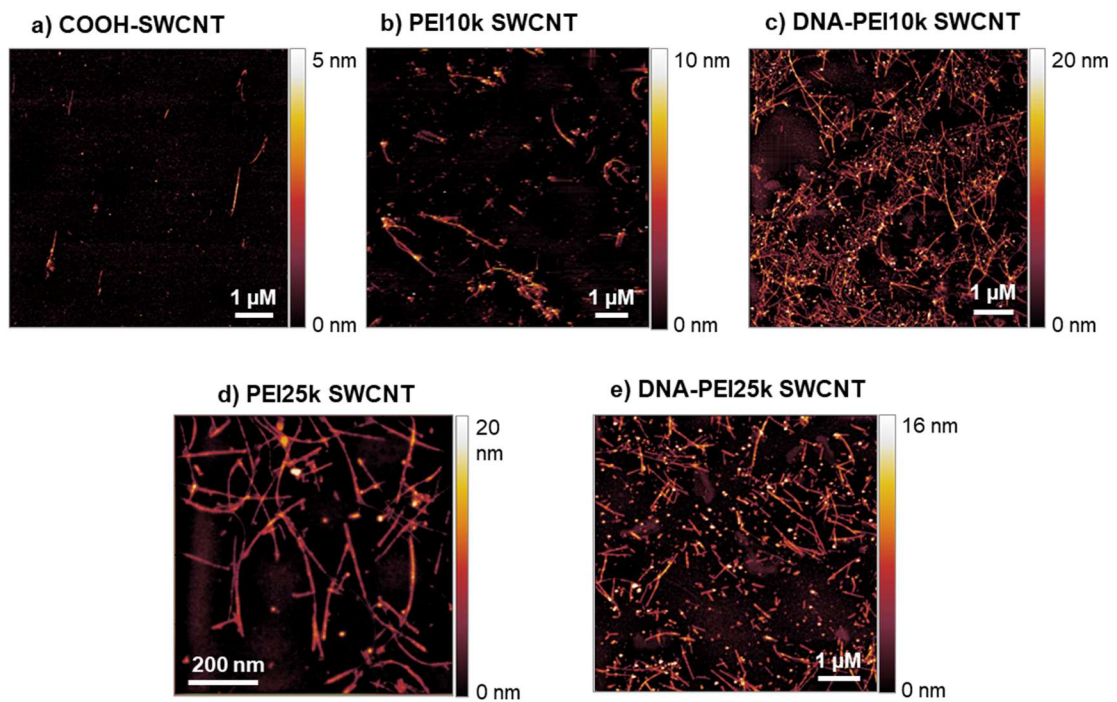 a) COOH-SWCNT
5 nm
1 µM
0 nm
b) PEI10k SWCNT
10 nm
1 µM
0 nm
c) DNA-PEI10k SWCNT
20 nm
1 µM
0 nm
d) PEI25k SWCNT
20
nm
200 nm
0 nm
e) DNA-PEI25k SWCNT
16 nm
1 µM
0 nm